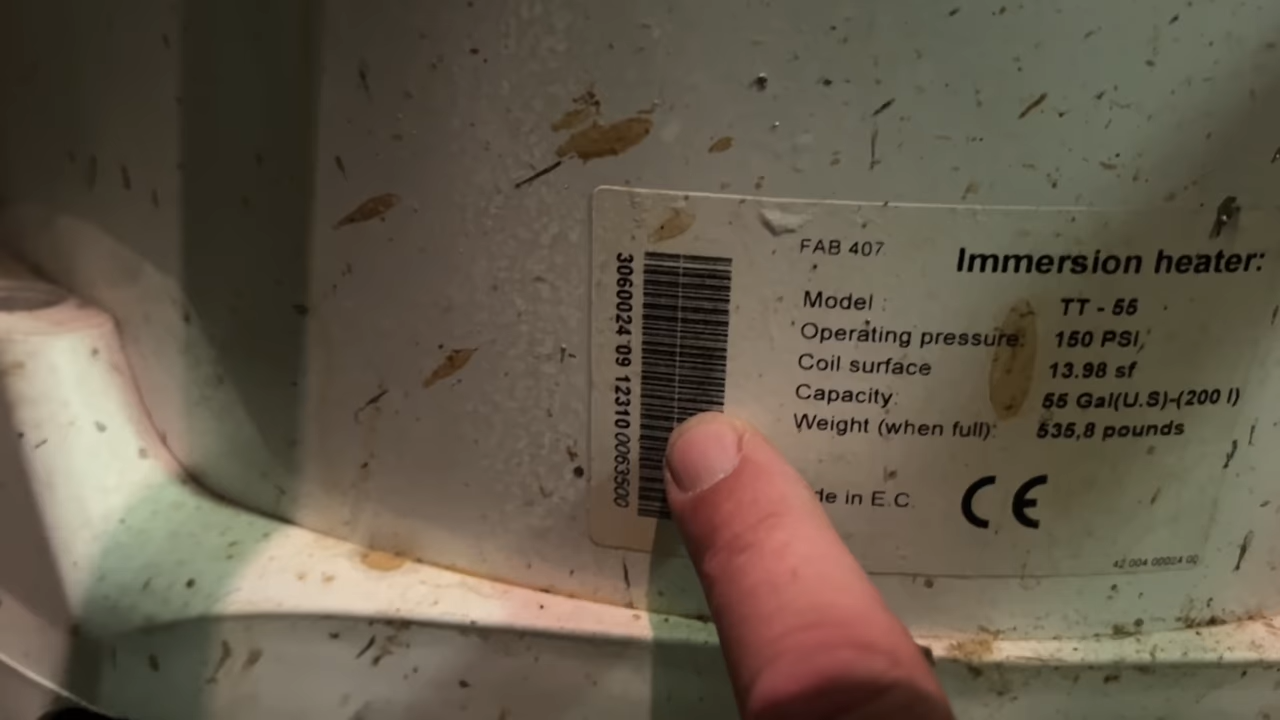 3060024 09 12310 0063500
FAB 407
Immersion heater:
Model : TT - 55
Operating pressure: 150 PSI,
Coil surface 13.98 sf
Capacity: 55 Gal(U.S)-(200 l)
Weight (when full): 535,8 pounds
de in E.C.
CE
42 004 00024 00